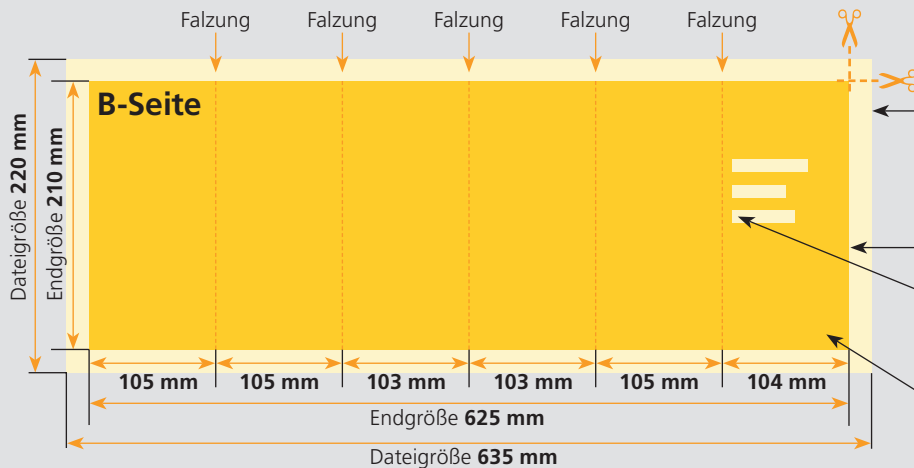 Falzung
Falzung
Falzung
Falzung
Falzung
B-Seite
Dateigröße 220 mm
Endgröße 210 mm
105 mm
105 mm
103 mm
103 mm
105 mm
104 mm
Endgröße 625 mm
Dateigröße 635 mm